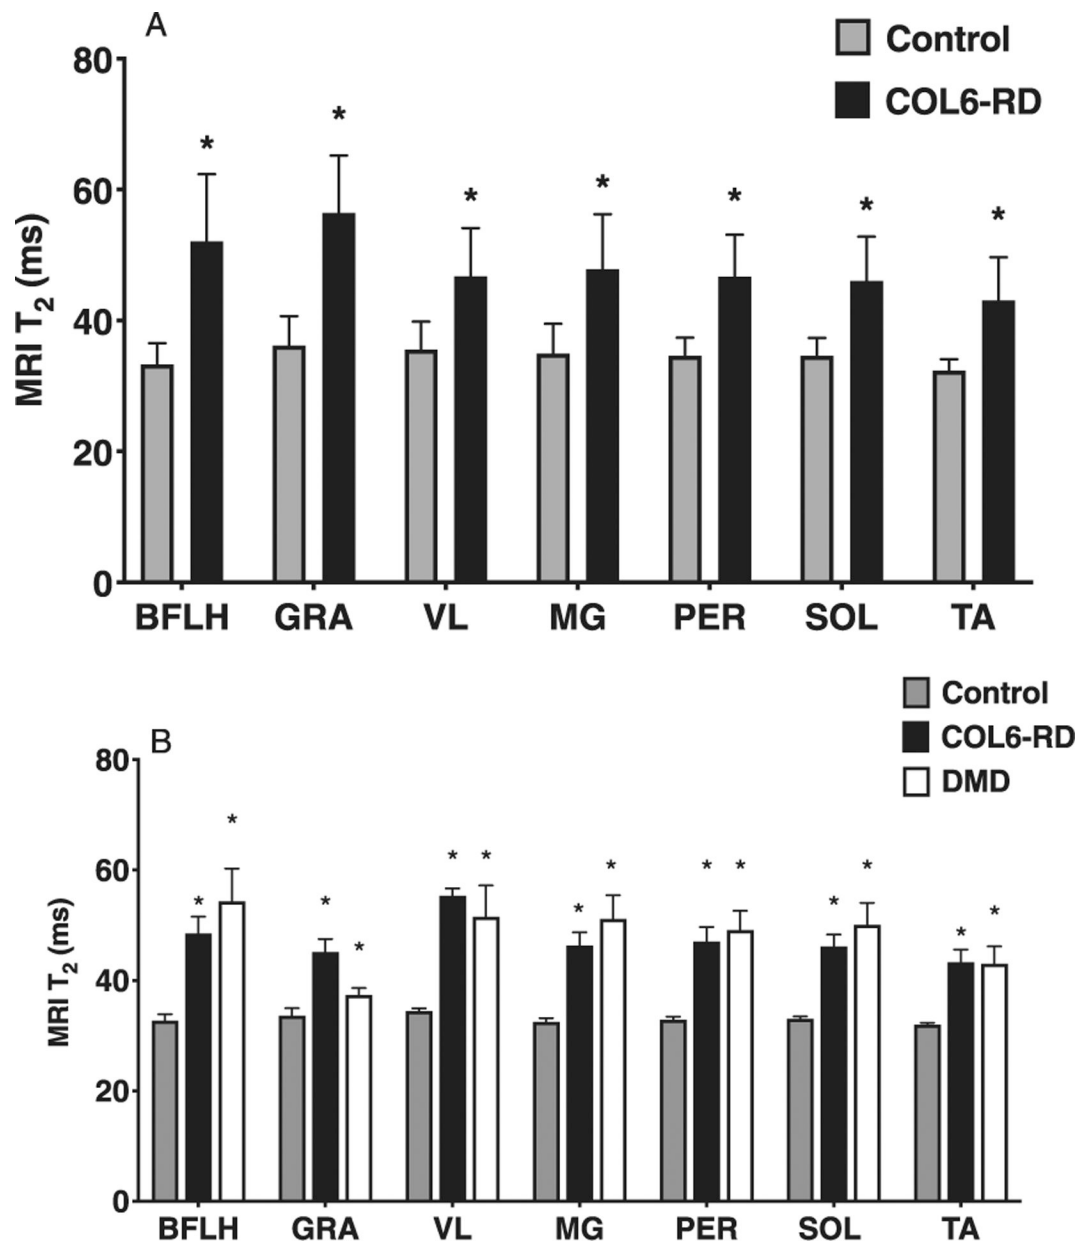 A
Control
COL6-RD
80
60
40
20
0
MRI T2 (ms)
* * * * * * *
BFLH GRA VL MG PER SOL TA
Control
COL6-RD
DMD
B
80
60
40
20
0
MRI T2 (ms)
* * * * * * * * * * * * * *
BFLH GRA VL MG PER SOL TA